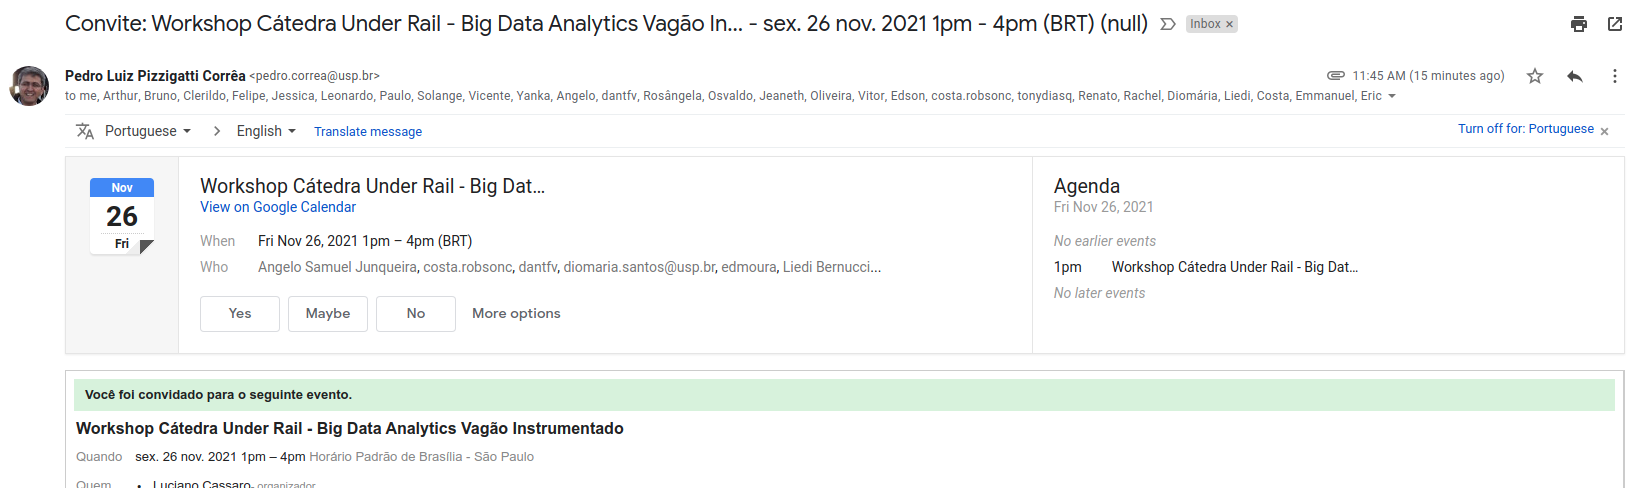 Convite: Workshop Cátedra Under Rail - Big Data Analytics Vagão In... - sex. 26 nov. 2021 1pm - 4pm (BRT) (null) Inbox ×
Pedro Luiz Pizzigatti Corrêa <pedro.correa@usp.br> 11:45 AM (15 minutes ago)
to me, Arthur, Bruno, Clerildo, Felipe, Jessica, Leonardo, Paulo, Solange, Vicente, Yanka, Angelo, dantfv, Rosângela, Osvaldo, Jeaneth, Oliveira, Vitor, Edson, costa.robsonc, tonydiasq, Renato, Rachel, Diomária, Liedi, Costa, Emmanuel, Eric
Portuguese > English Translate message Turn off for: Portuguese ×
Nov
26
Fri
Workshop Cátedra Under Rail - Big Dat...
View on Google Calendar
When Fri Nov 26, 2021 1pm – 4pm (BRT)
Who Angelo Samuel Junqueira, costa.robsonc, dantfv, diomaria.santos@usp.br, edmoura, Liedi Bernucci...
Yes Maybe No More options
Agenda
Fri Nov 26, 2021
No earlier events
1pm Workshop Cátedra Under Rail - Big Dat...
No later events
Você foi convidado para o seguinte evento.
Workshop Cátedra Under Rail - Big Data Analytics Vagão Instrumentado
Quando sex. 26 nov. 2021 1pm – 4pm Horário Padrão de Brasília - São Paulo
Quem • Luciano Cassaro- organizador